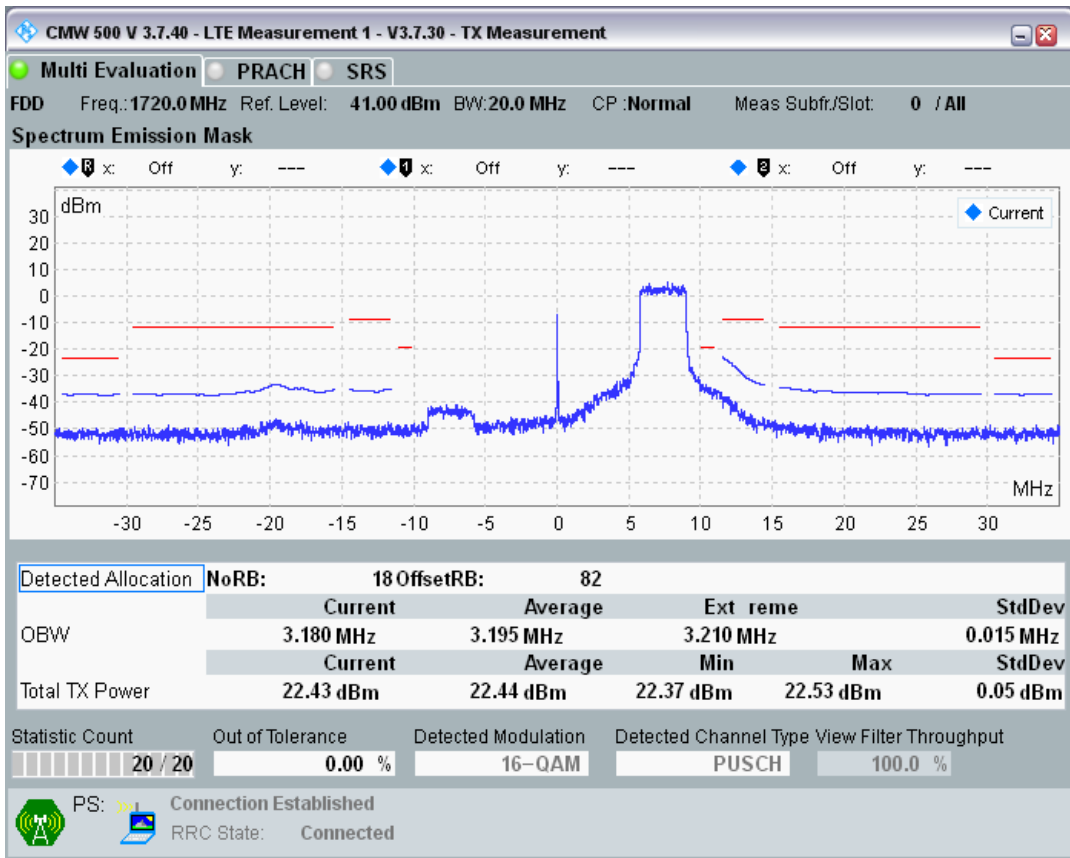 CMW 500 V 3.7.40 - LTE Measurement 1 - V3.7.30 - TX Measurement
Multi Evaluation PRACH SRS
FDD Freq.:1720.0 MHz Ref. Level: 41.00 dBm BW:20.0 MHz CP :Normal Meas Subfr./Slot: 0 / All
Spectrum Emission Mask
R x: Off y: --- 1 x: Off y: --- 2 x: Off y: ---
dBm
Current
30
20
10
0
-10
-20
-30
-40
-50
-60
-70
MHz
-30 -25 -20 -15 -10 -5 0 5 10 15 20 25 30
Detected Allocation NoRB: 18 OffsetRB: 82
Current Average Ext reme StdDev
OBW 3.180 MHz 3.195 MHz 3.210 MHz 0.015 MHz
Current Average Min Max StdDev
Total TX Power 22.43 dBm 22.44 dBm 22.37 dBm 22.53 dBm 0.05 dBm
Statistic Count Out of Tolerance Detected Modulation Detected Channel Type View Filter Throughput
20 / 20 0.00 % 16-QAM PUSCH 100.0 %
PS: Connection Established
RRC State: Connected